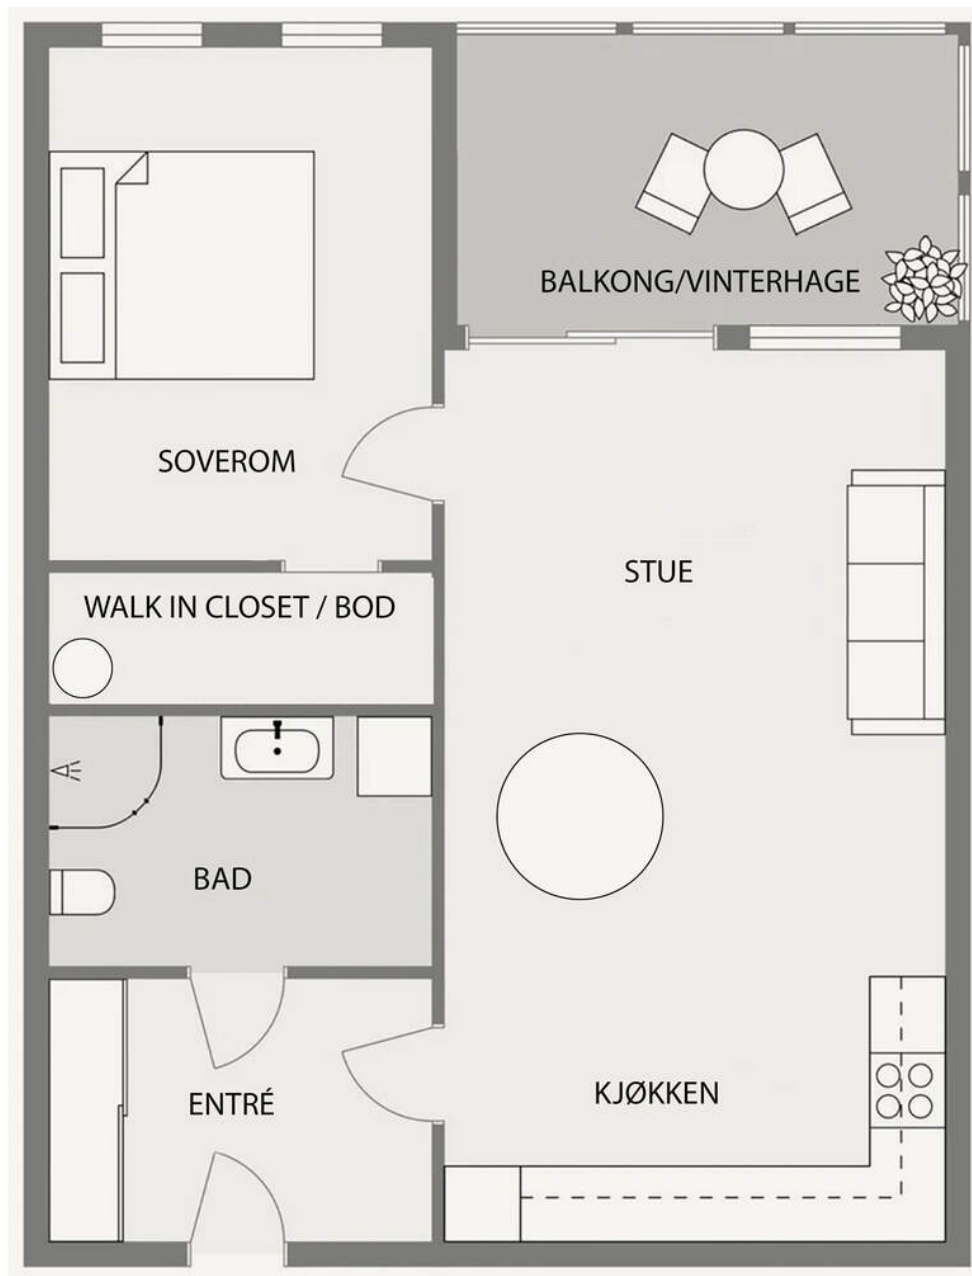 BALKONG/VINTERHAGE
SOVEROM
STUE
WALK IN CLOSET / BOD
BAD
ENTRÉ
KJØKKEN